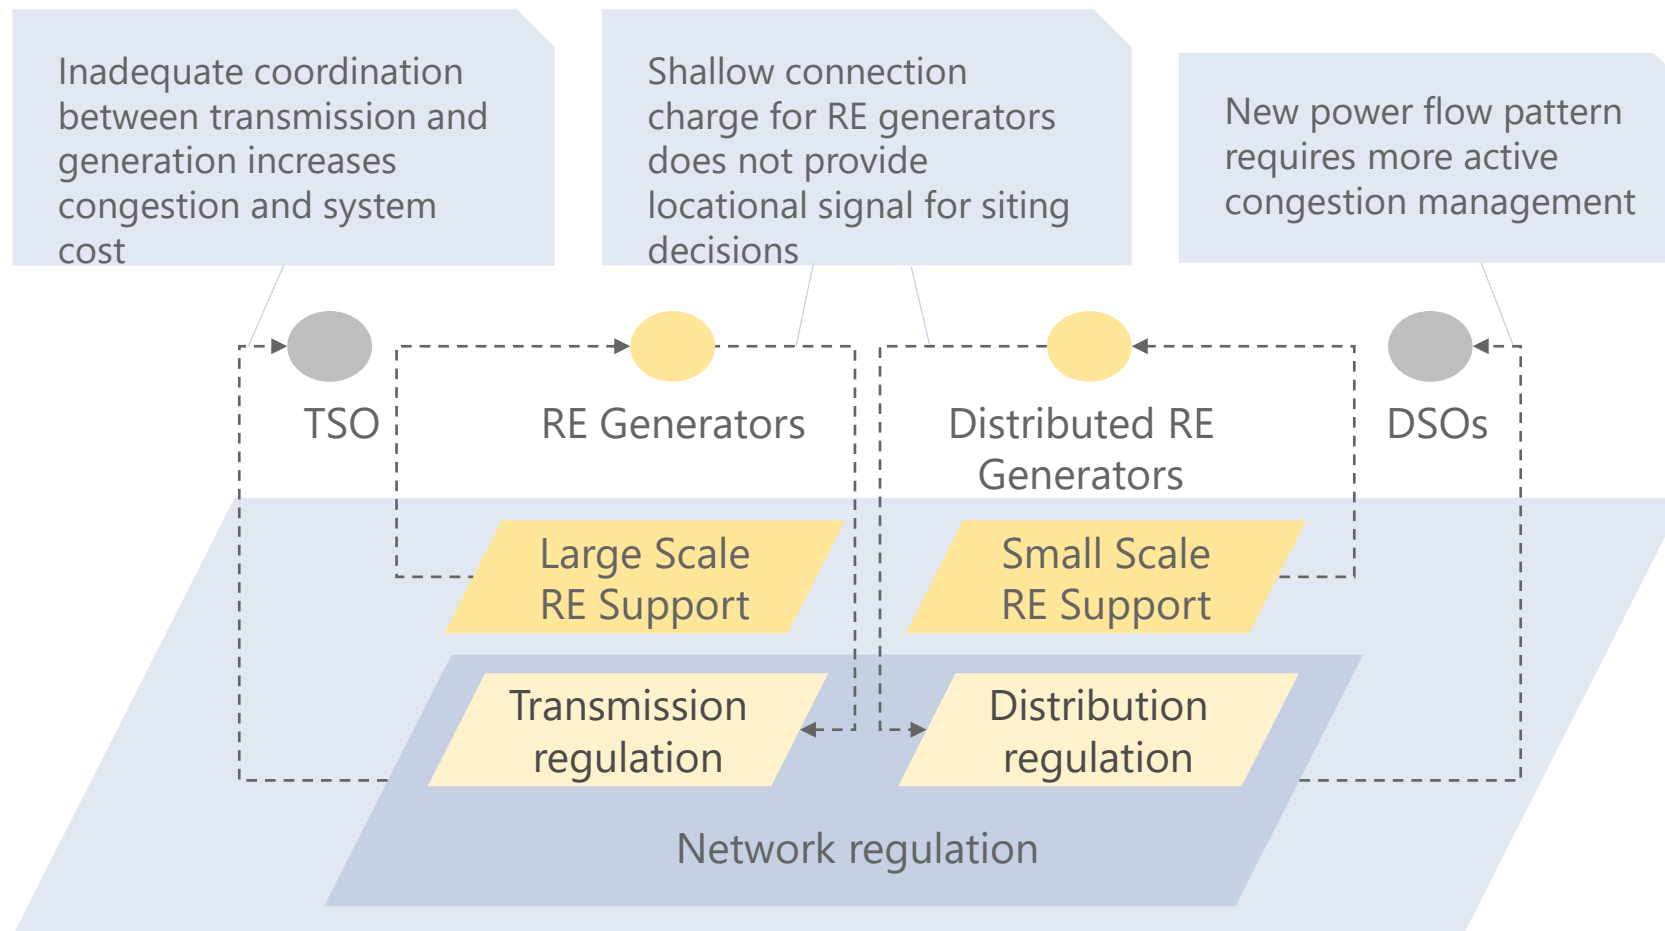 Inadequate coordination
between transmission and
generation increases
congestion and system
cost
Shallow connection
charge for RE generators
does not provide
locational signal for siting
decisions
New power flow pattern
requires more active
congestion management
TSO
RE Generators
Distributed RE
Generators
DSOs
Large Scale
RE Support
Small Scale
RE Support
Transmission
regulation
Distribution
regulation
Network regulation